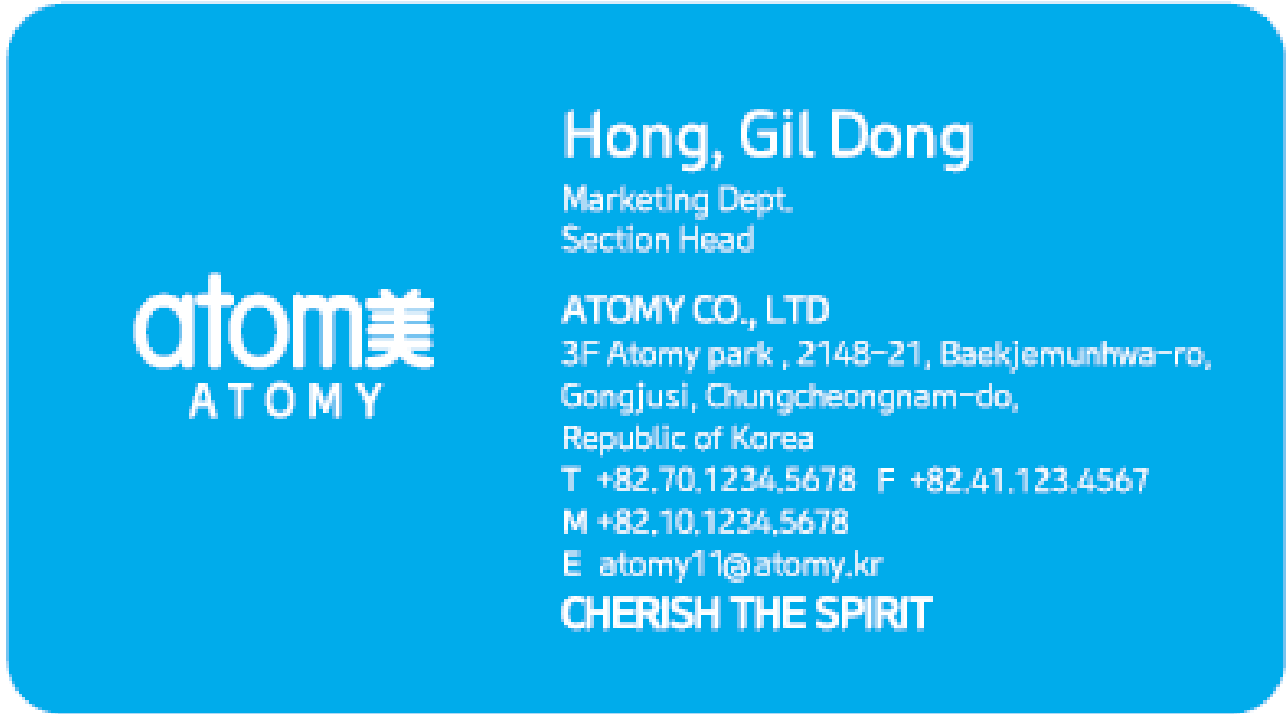 atom美
ATOMY
Hong, Gil Dong
Marketing Dept.
Section Head
ATOMY CO., LTD
3F Atomy park , 2148-21, Baekjemunhwa-ro,
Gongjusi, Chungcheongnam-do,
Republic of Korea
T +82.70.1234.5678 F +82.41.123.4567
M +82.10.1234.5678
E atomy11@atomy.kr
CHERISH THE SPIRIT